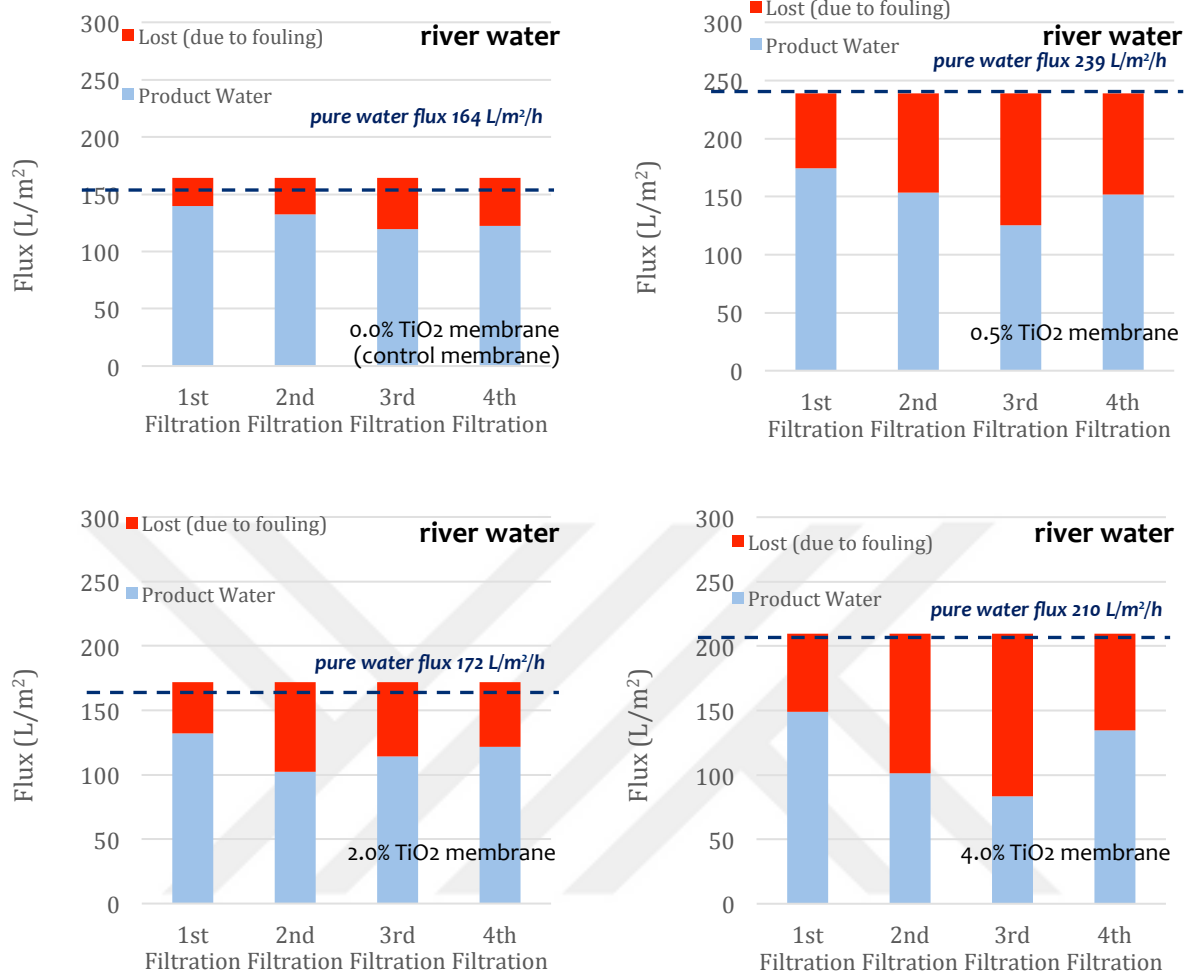 300
250
200
150
100
50
0
Flux (L/m²)
Lost (due to fouling)
river water
Product Water
pure water flux 164 L/m²/h
0.0% TiO2 membrane
(control membrane)
1st 2nd 3rd 4th
Filtration Filtration Filtration Filtration
300
250
200
150
100
50
0
Flux (L/m²)
Lost (due to fouling)
river water
Product Water
pure water flux 239 L/m²/h
0.5% TiO2 membrane
1st 2nd 3rd 4th
Filtration Filtration Filtration Filtration
300
250
200
150
100
50
0
Flux (L/m²)
Lost (due to fouling)
river water
Product Water
pure water flux 172 L/m²/h
2.0% TiO2 membrane
1st 2nd 3rd 4th
Filtration Filtration Filtration Filtration
300
250
200
150
100
50
0
Flux (L/m²)
river water
Lost (due to fouling)
Product Water
pure water flux 210 L/m²/h
4.0% TiO2 membrane
1st 2nd 3rd 4th
Filtration Filtration Filtration Filtration